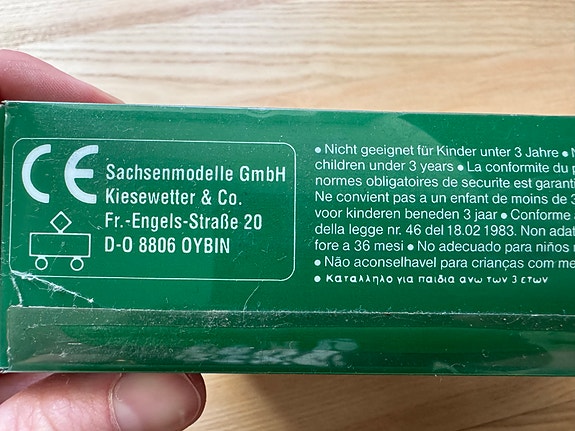 CE
Sachsenmodelle GmbH
Kiesewetter & Co.
Fr.-Engels-Straße 20
D-O 8806 OYBIN
• Nicht geeignet für Kinder unter 3 Jahre • N
children under 3 years • La conformite du p
normes obligatoires de securite est garanti
Ne convient pas a un enfant de moins de 3
voor kinderen beneden 3 jaar • Conforme
della legge nr. 46 del 18.02 1983. Non adat
fore a 36 mesi • No adecuado para niños m
• Não aconselhavel para crianças com me
• Καταλληλο για παιδια ανω των 3 ετων